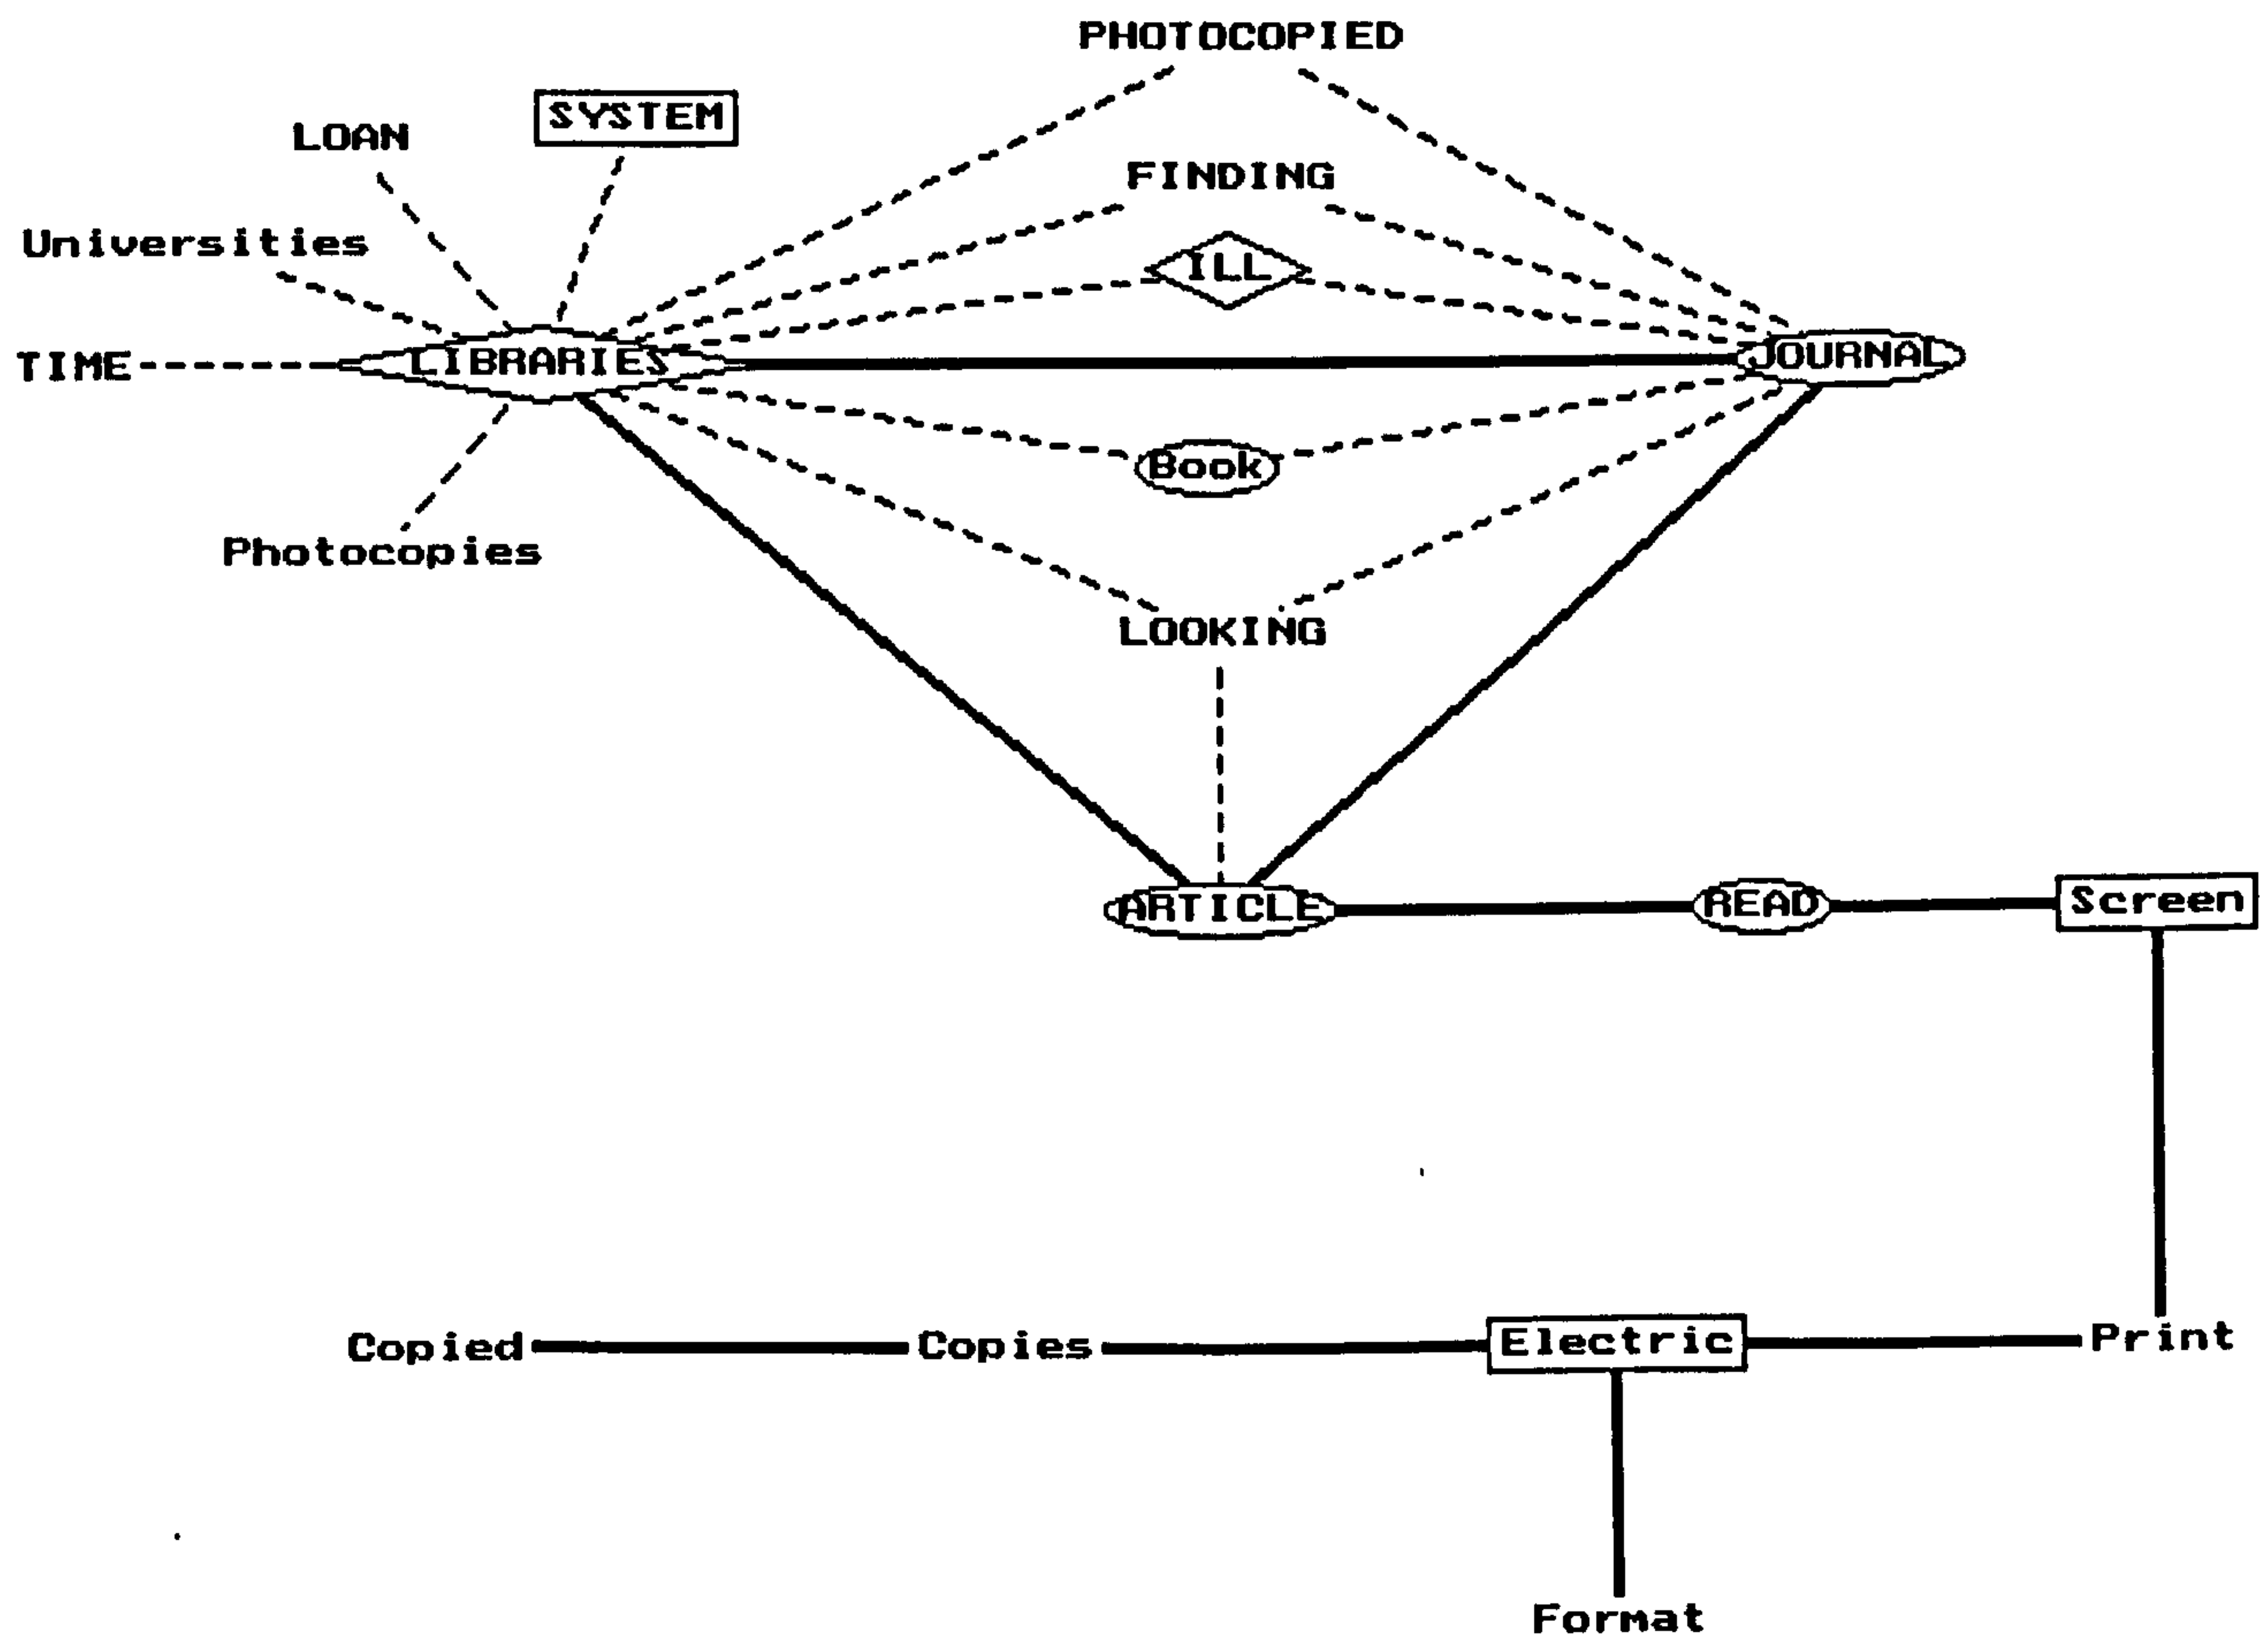 PHOTOCOPIED
SYSTEM
LOAN
FINDING
Universities
ILL
TIME
LIBRARIES
JOURNAL
Book
Photocopies
LOOKING
ARTICLE
READ
Screen
Copied
Copies
Electric
Print
Format